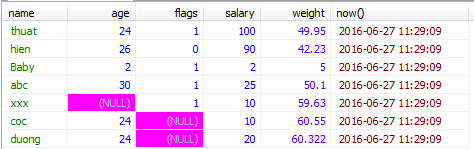 name age flags salary weight now()
thuat 24 1 100 49.95 2016-06-27 11:29:09
hien 26 0 90 42.23 2016-06-27 11:29:09
Baby 2 1 2 5 2016-06-27 11:29:09
abc 30 1 25 50.1 2016-06-27 11:29:09
xxx (NULL) 1 10 59.63 2016-06-27 11:29:09
coc 24 (NULL) 10 60.55 2016-06-27 11:29:09
duong 24 (NULL) 20 60.322 2016-06-27 11:29:09